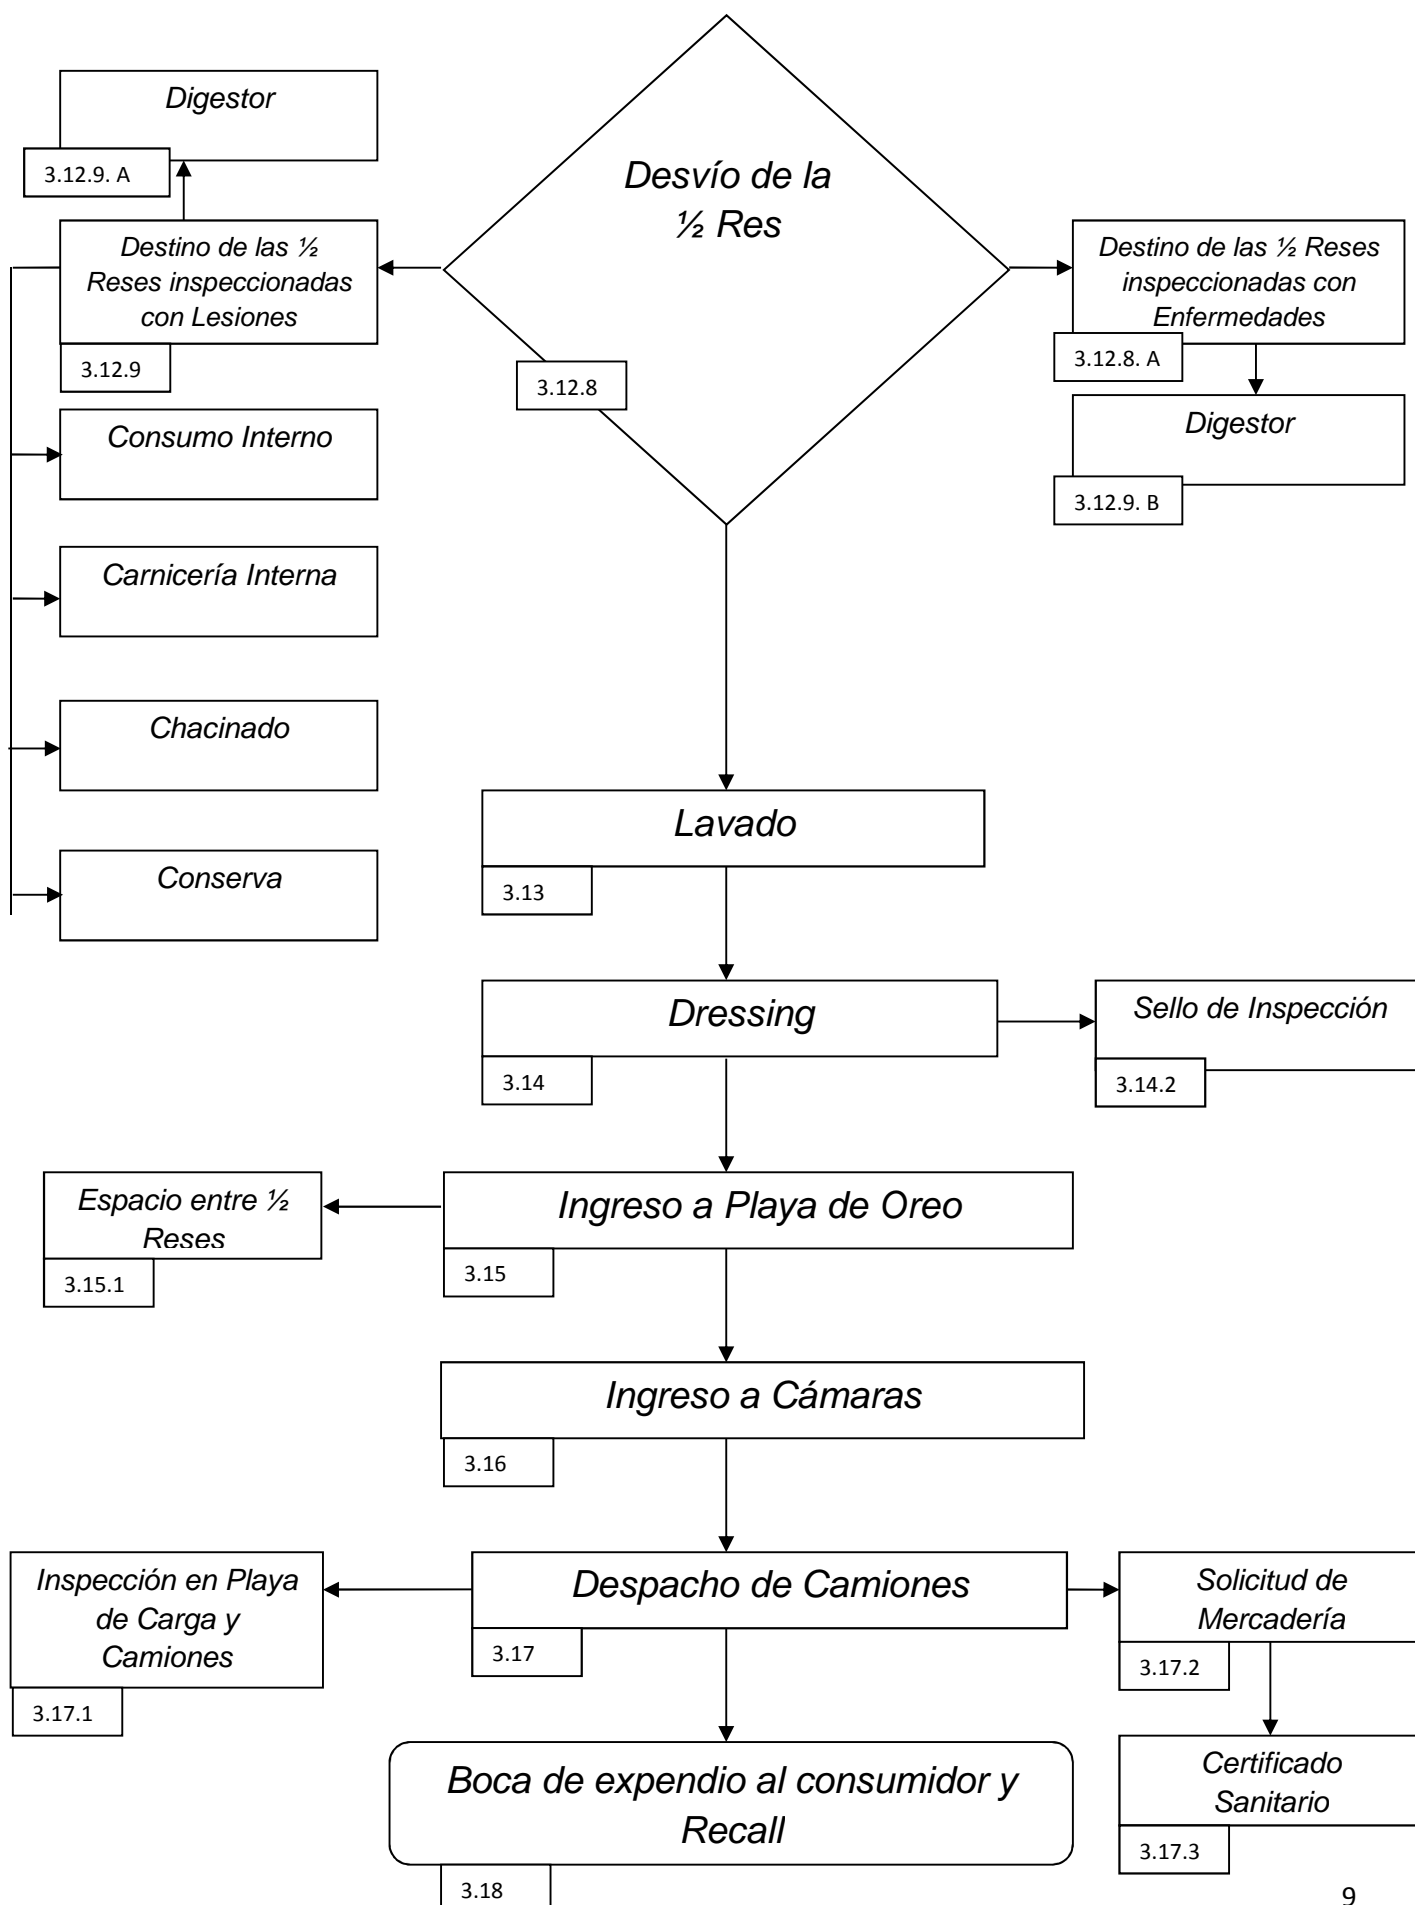 Digestor
3.12.9. A
Desvío de la
½ Res
3.12.8
Destino de las ½
Reses inspeccionadas
con Lesiones
3.12.9
Destino de las ½ Reses
inspeccionadas con
Enfermedades
3.12.8. A
Digestor
3.12.9. B
Consumo Interno
Carnicería Interna
Chacinado
Conserva
Lavado
3.13
Dressing
3.14
Sello de Inspección
3.14.2
Espacio entre ½
Reses
3.15.1
Ingreso a Playa de Oreo
3.15
Ingreso a Cámaras
3.16
Inspección en Playa
de Carga y
Camiones
3.17.1
Despacho de Camiones
3.17
Solicitud de
Mercadería
3.17.2
Boca de expendio al consumidor y
Recall
3.18
Certificado
Sanitario
3.17.3
9